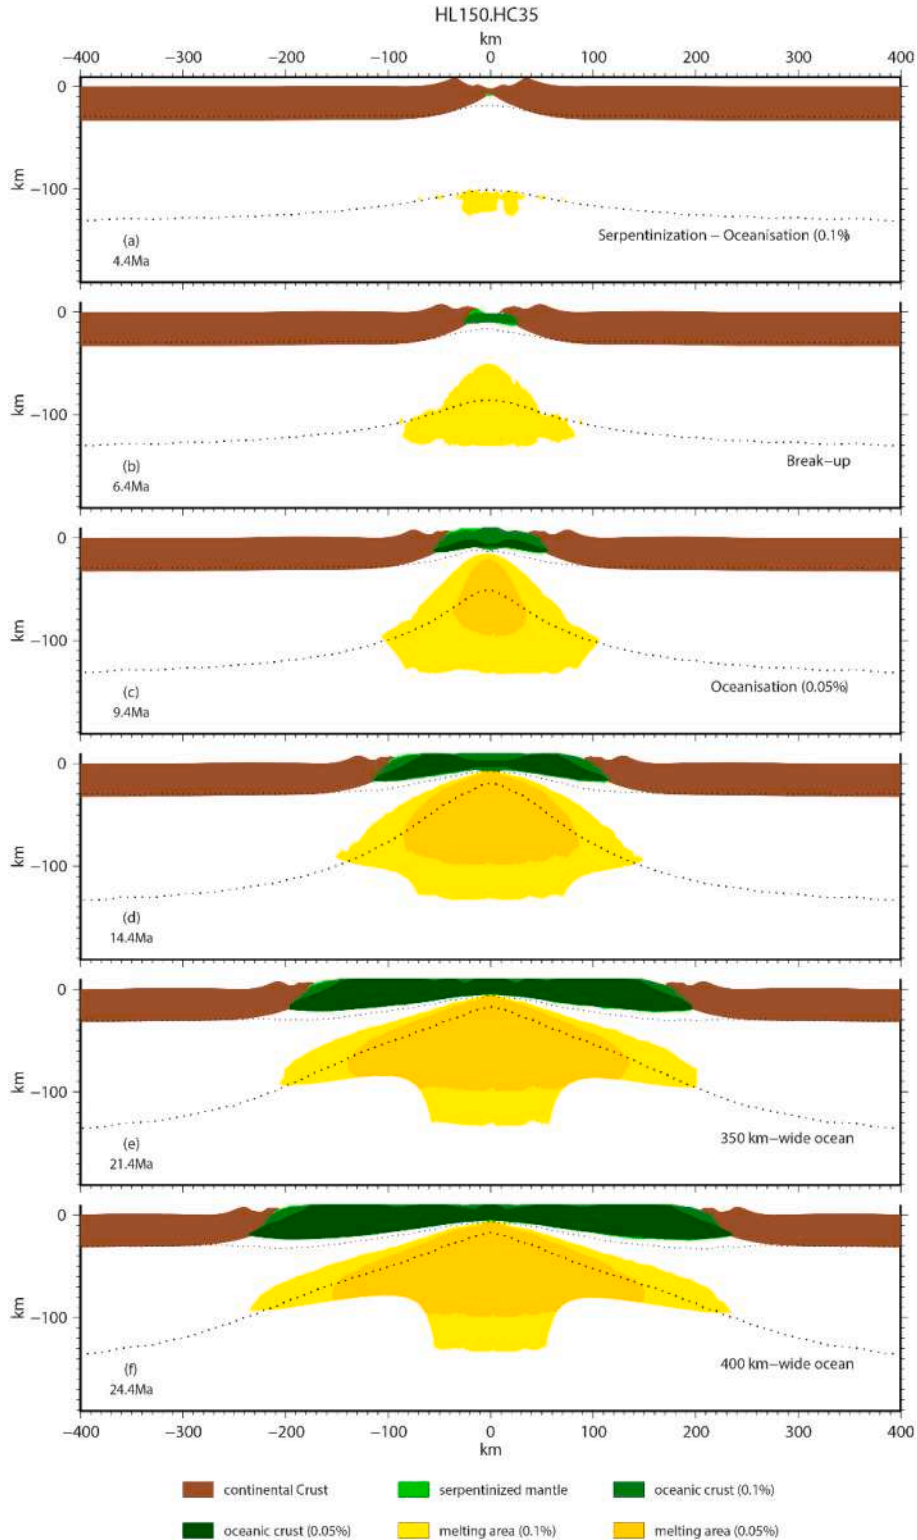 HL150.HC35
km
−400 −300 −200 −100 0 100 200 300 400
0
km
−100
(a)
4.4Ma
Serpentinization − Oceanisation (0.1%
0
km
−100
(b)
6.4Ma
Break−up
0
km
−100
(c)
9.4Ma
Oceanisation (0.05%)
0
km
−100
(d)
14.4Ma
0
km
−100
(e)
21.4Ma
350 km−wide ocean
0
km
−100
(f)
24.4Ma
400 km−wide ocean
−400 −300 −200 −100 0 100 200 300 400
km
continental Crust serpentinized mantle oceanic crust (0.1%)
oceanic crust (0.05%) melting area (0.1%) melting area (0.05%)